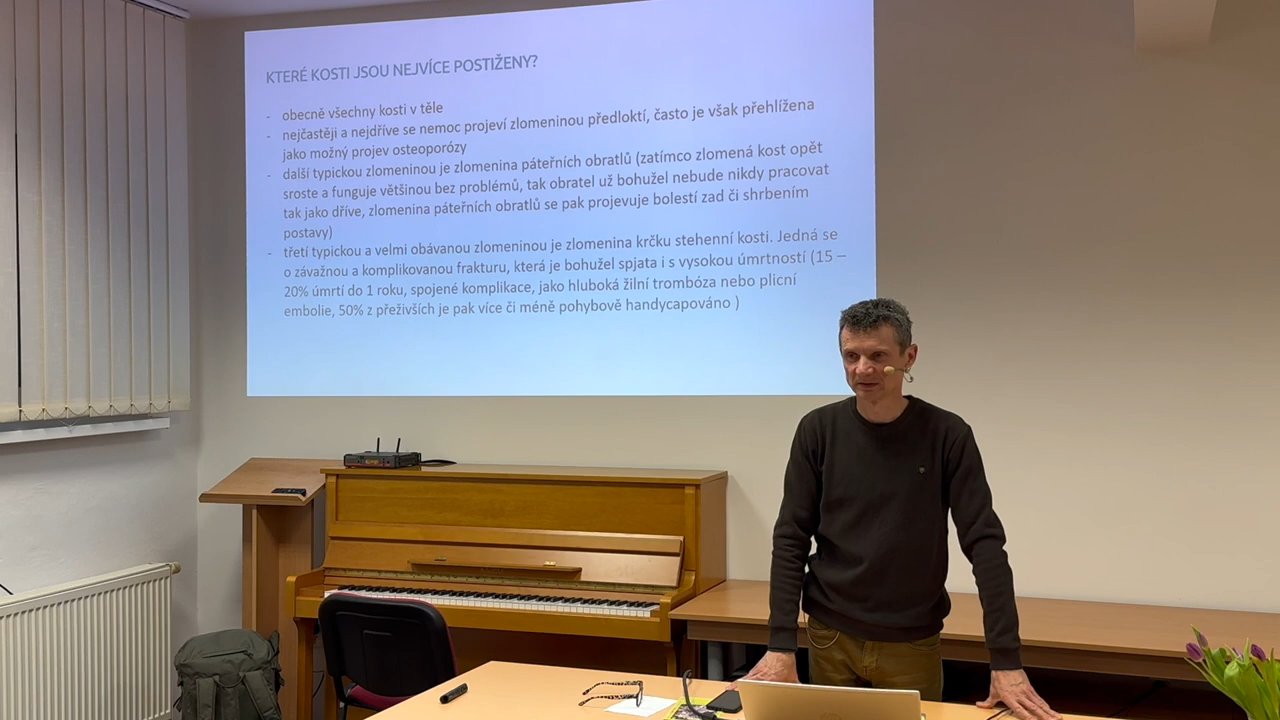 KTERÉ KOSTI JSOU NEJVÍCE POSTIŽENY?
- obecně všechny kosti v těle
- nejčastěji a nejdříve se nemoc projeví zlomeninou předloktí, často je však přehlížena
jako možný projev osteoporózy
- další typickou zlomeninou je zlomenina páteřních obratlů (zatímco zlomená kost opět
sroste a funguje většinou bez problémů, tak obratel už bohužel nebude nikdy pracovat
tak jako dříve, zlomenina páteřních obratlů se pak projevuje bolestí zad či shrbením
postavy)
- třetí typickou a velmi obávanou zlomeninou je zlomenina krčku stehenní kosti. Jedná se
o závažnou a komplikovanou frakturu, která je bohužel spjata i s vysokou úmrtností (15 –
20% úmrtí do 1 roku, spojené komplikace, jako hluboká žilní trombóza nebo plicní
embolie, 50% z přeživších je pak více či méně pohybově handycapováno )